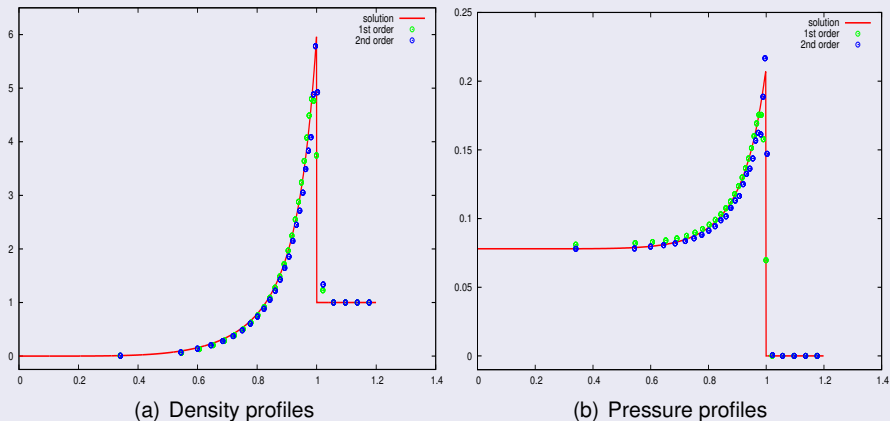 solution
1st order
2nd order
6
5
4
3
2
1
0
0 0.2 0.4 0.6 0.8 1 1.2 1.4
(a) Density profiles
solution
1st order
2nd order
0.25
0.2
0.15
0.1
0.05
0
0 0.2 0.4 0.6 0.8 1 1.2 1.4
(b) Pressure profiles